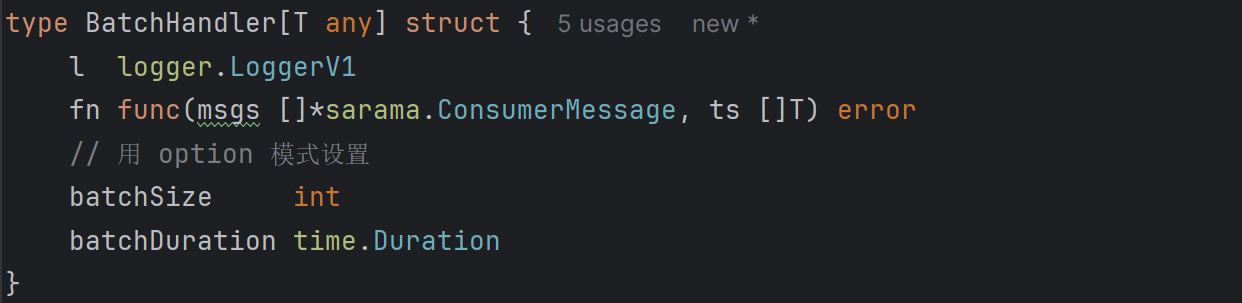 type BatchHandler[T any] struct { 5 usages new *
    l  logger.LoggerV1
    fn func(msgs []*sarama.ConsumerMessage, ts []T) error
    // 用 option 模式设置
    batchSize     int
    batchDuration time.Duration
}